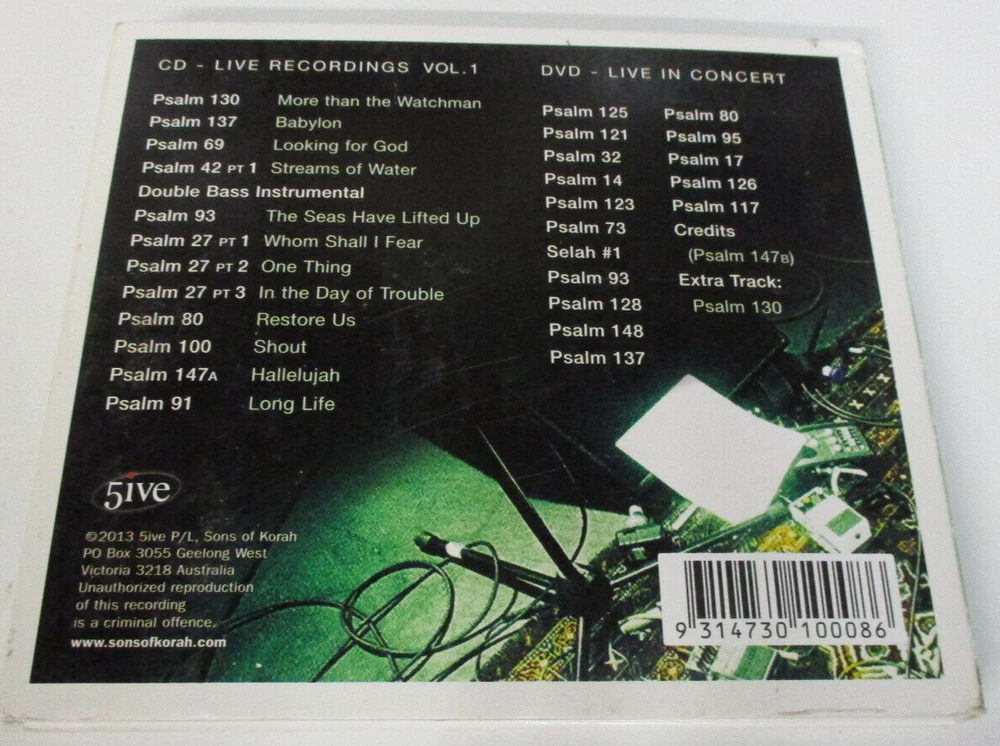 CD - LIVE RECORDINGS VOL.1
Psalm 130 More than the Watchman
Psalm 137 Babylon
Psalm 69 Looking for God
Psalm 42 PT 1 Streams of Water
Double Bass Instrumental
Psalm 93 The Seas Have Lifted Up
Psalm 27 PT 1 Whom Shall I Fear
Psalm 27 PT 2 One Thing
Psalm 27 PT 3 In the Day of Trouble
Psalm 80 Restore Us
Psalm 100 Shout
Psalm 147A Hallelujah
Psalm 91 Long Life
DVD - LIVE IN CONCERT
Psalm 125
Psalm 121
Psalm 32
Psalm 14
Psalm 123
Psalm 73
Selah #1
Psalm 93
Psalm 128
Psalm 148
Psalm 137
Psalm 80
Psalm 95
Psalm 17
Psalm 126
Psalm 117
Credits
(Psalm 147B)
Extra Track:
Psalm 130
5ive
©2013 5ive P/L, Sons of Korah
PO Box 3055 Geelong West
Victoria 3218 Australia
Unauthorized reproduction
of this recording
is a criminal offence.
www.sonsofkorah.com
9 314730 100086